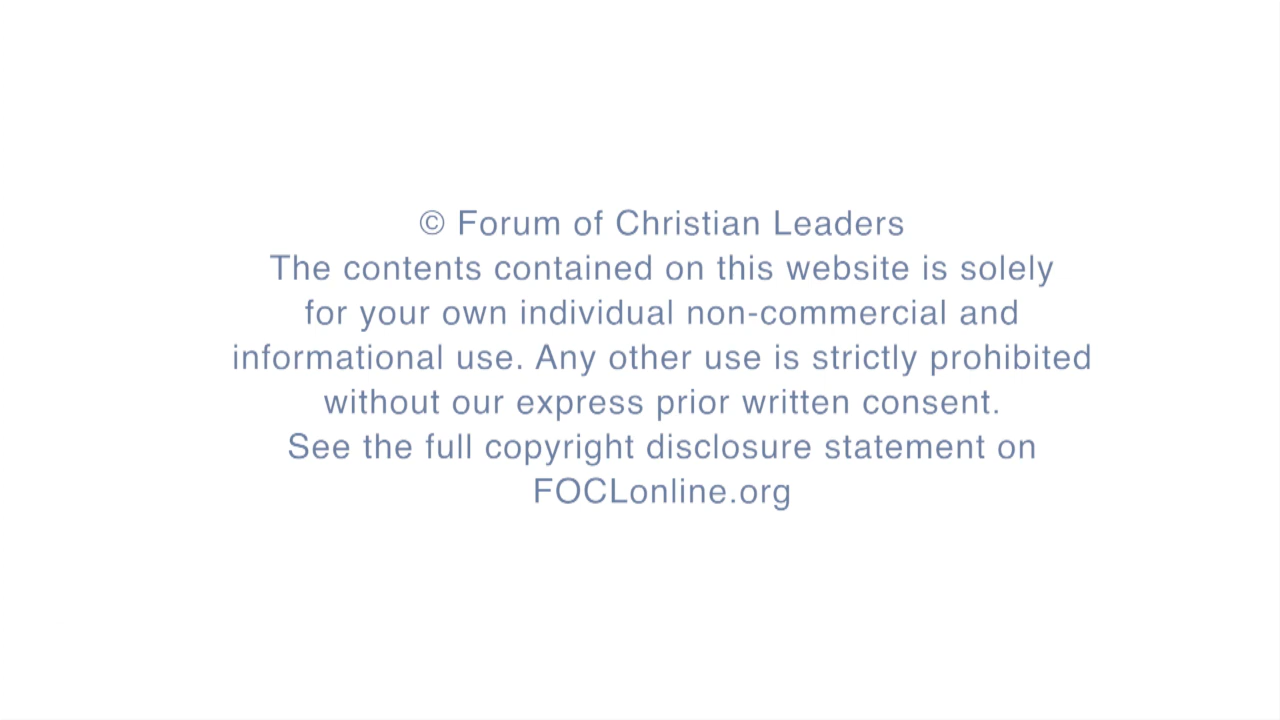 © Forum of Christian Leaders
The contents contained on this website is solely
for your own individual non-commercial and
informational use. Any other use is strictly prohibited
without our express prior written consent.
See the full copyright disclosure statement on
FOCLonline.org